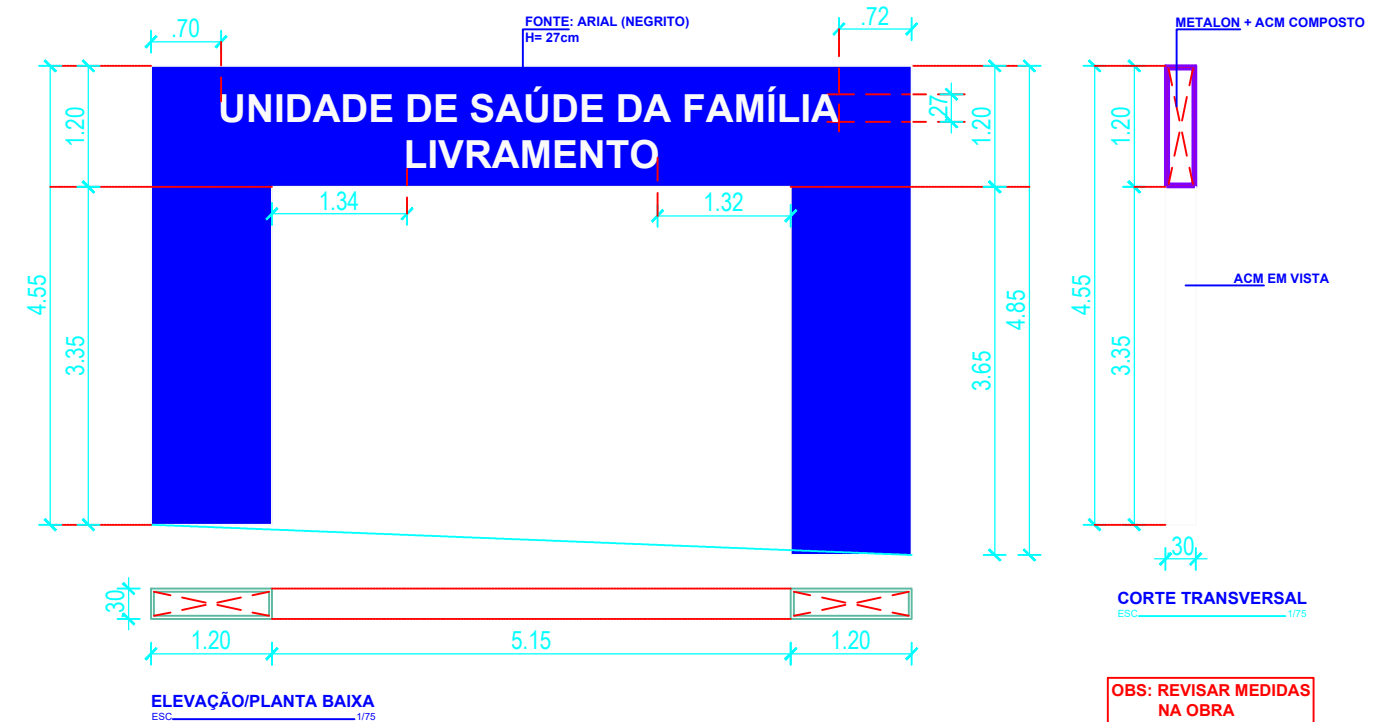 .70
FONTE: ARIAL (NEGRITO)
H= 27cm
.72
METALON + ACM COMPOSTO
UNIDADE DE SAÚDE DA FAMÍLIA
LIVRAMENTO
1.20
.27
1.20
1.20
1.34
1.32
4.55
3.35
3.65
4.85
4.55
3.35
ACM EM VISTA
.30
.30
1.20
5.15
1.20
CORTE TRANSVERSAL
ESC 1/75
ELEVAÇÃO/PLANTA BAIXA
ESC 1/75
OBS: REVISAR MEDIDAS
NA OBRA